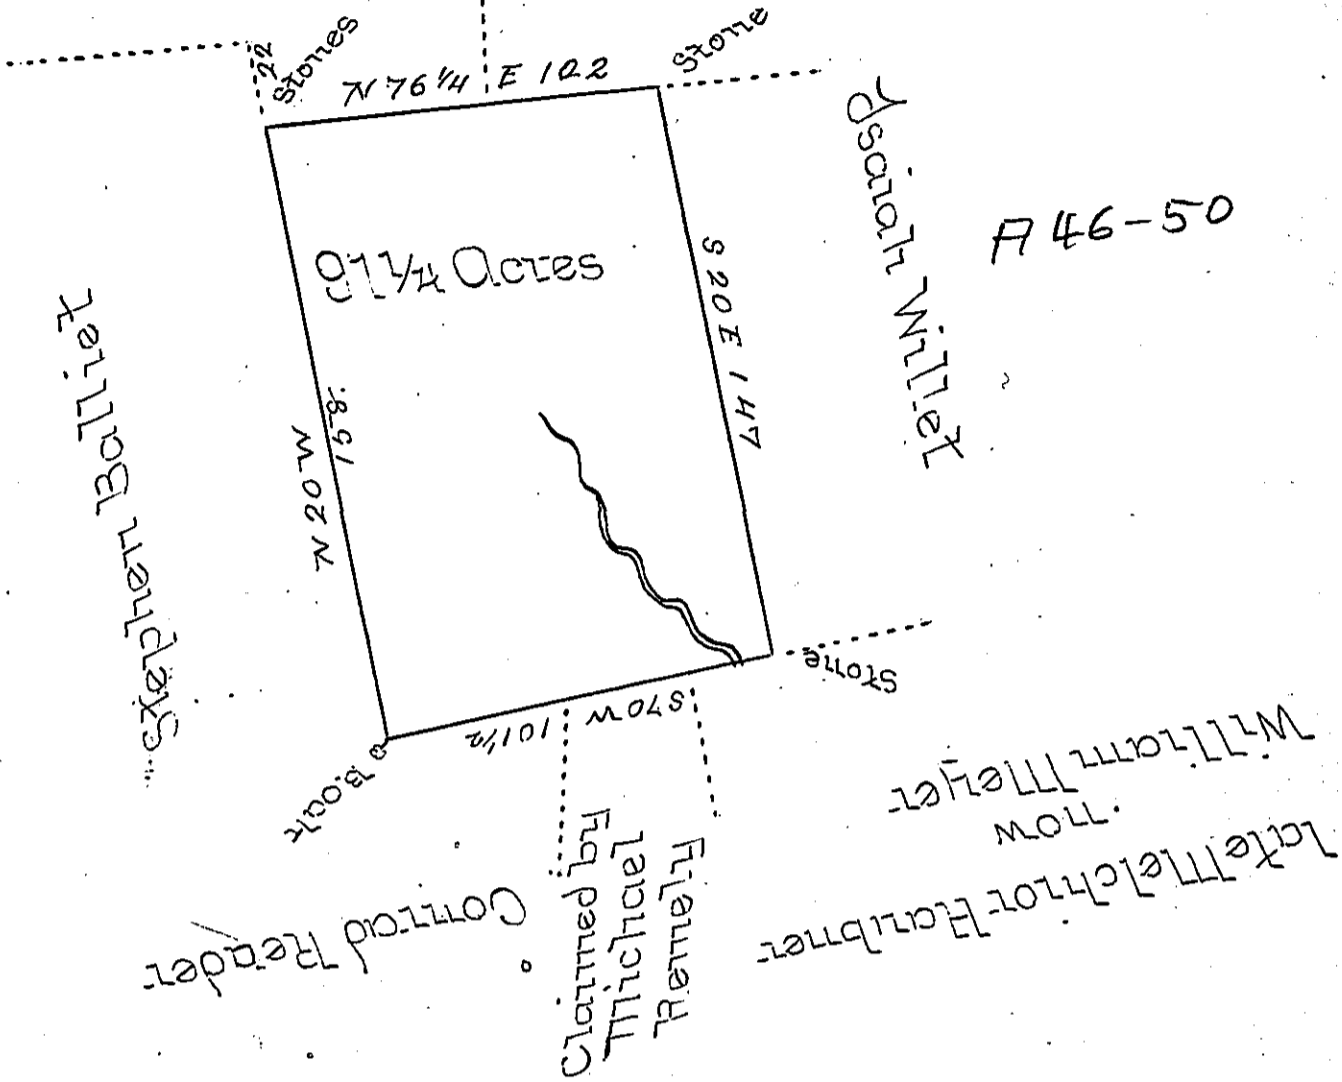 22
Stones
N 76 1/4 E 102
Stone
Isaiah Willet
A 46-50
91 1/4 Acres
S 20 E 147
Stephen Balliet
N 20 W
158
Stone
S 70 W
101 1/2
B.oak
William Meyer
now
late Melchior
Conrad Reader
Claimed by
Michael
Remely